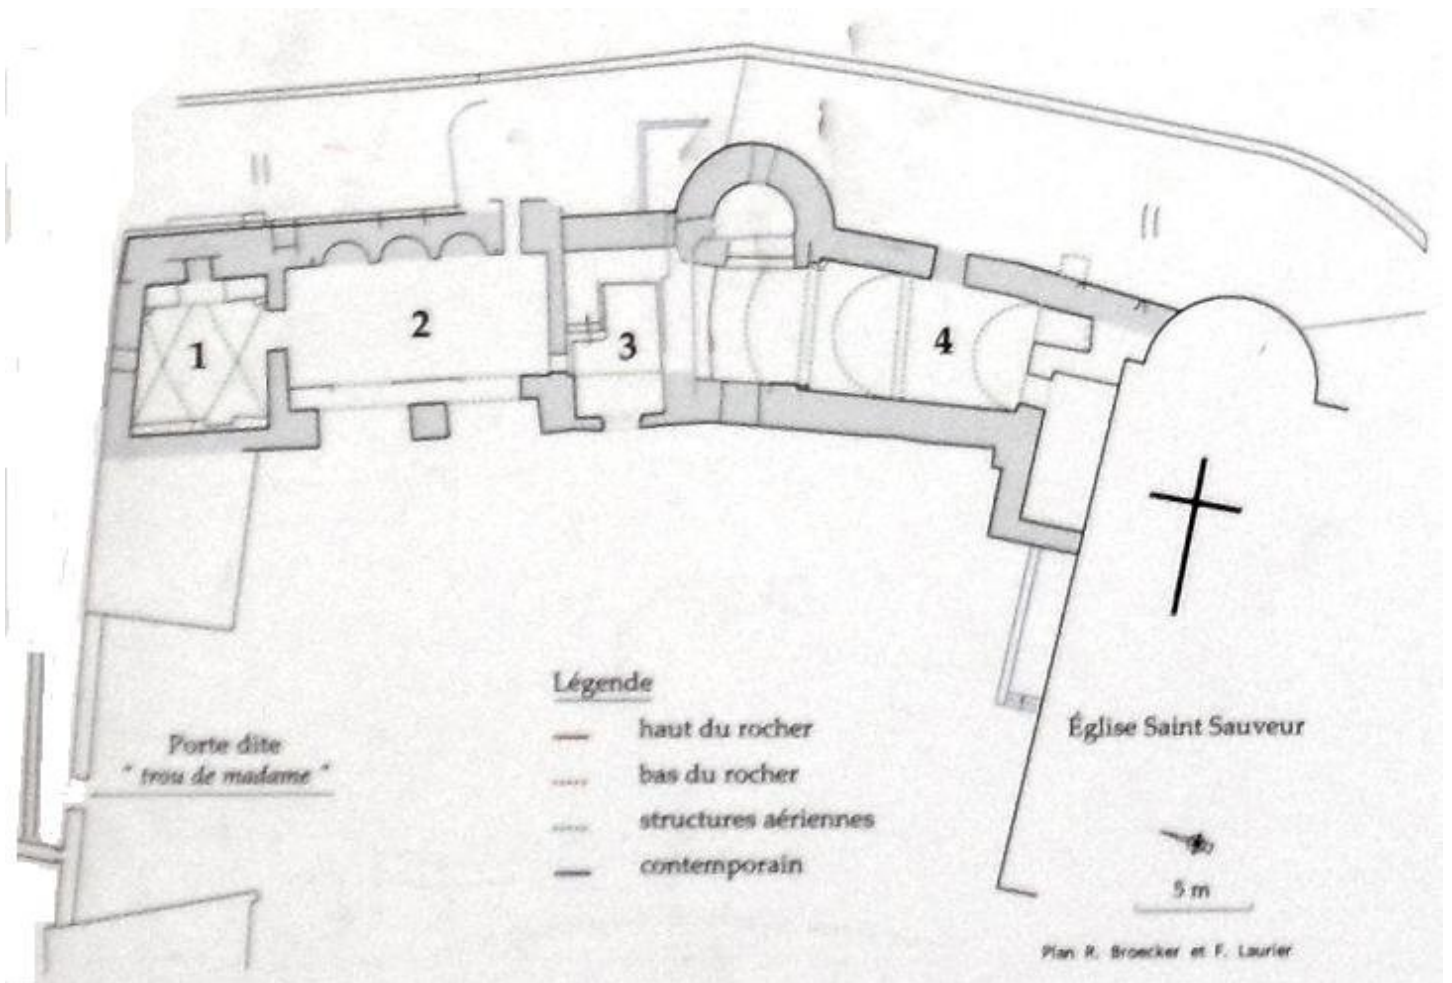 1
2
3
4
Légende
haut du rocher
bas du rocher
structures aériennes
contemporain
Porte dite
" trou de madame "
Église Saint Sauveur
5 m
Plan R. Broecker et F. Laurier